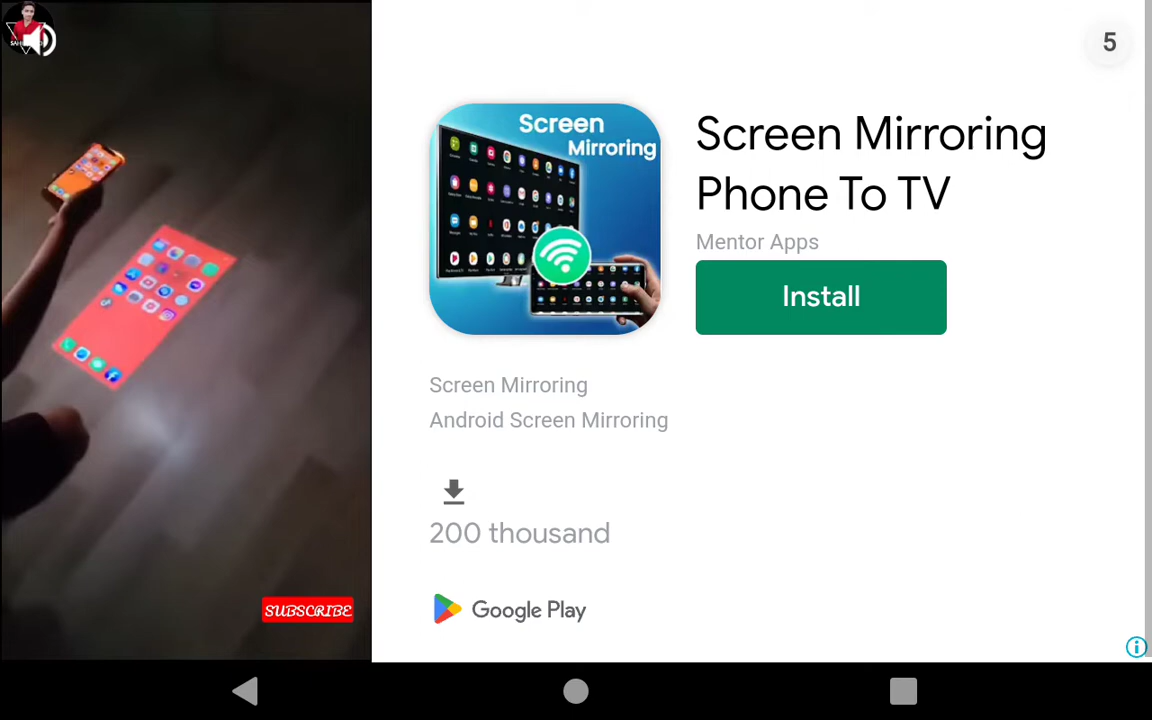 5
Screen
Mirroring
Screen Mirroring
Phone To TV
Mentor Apps
Install
Screen Mirroring
Android Screen Mirroring
200 thousand
Google Play
SUBSCRIBE